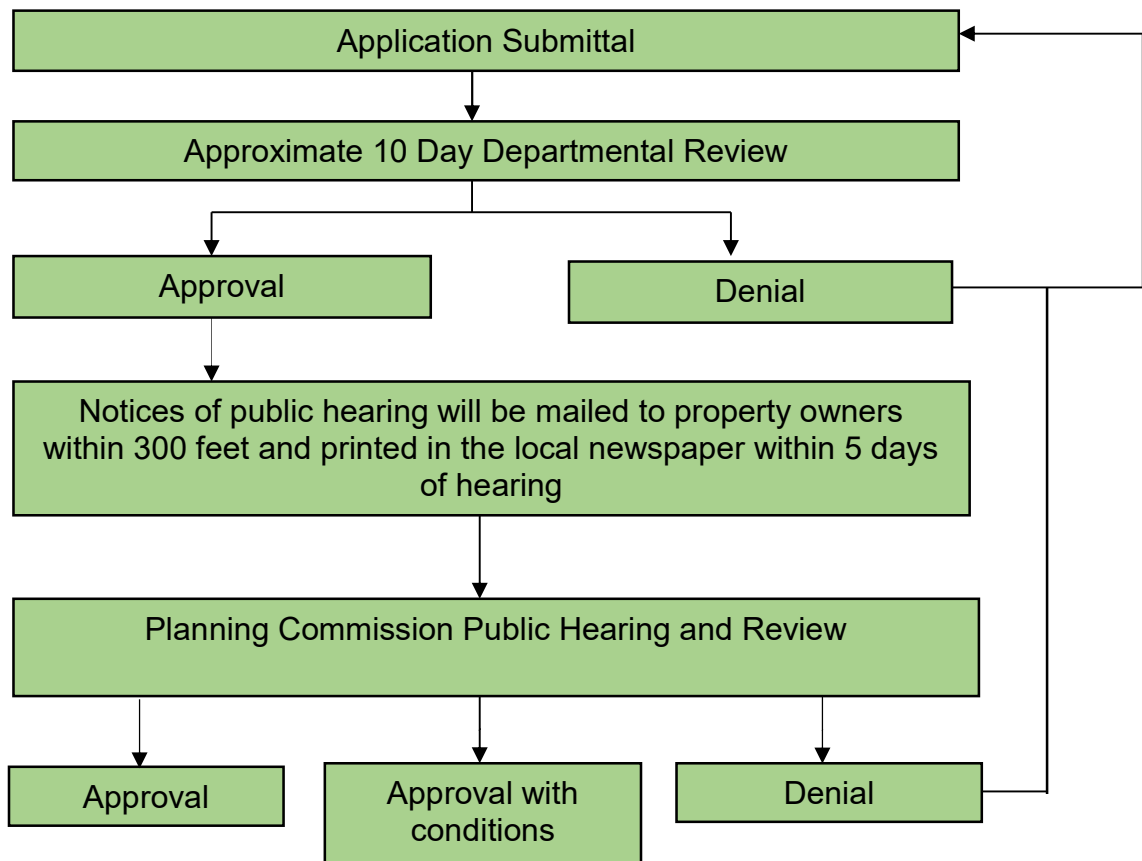 Application Submittal
Approximate 10 Day Departmental Review
Approval
Denial
Notices of public hearing will be mailed to property owners
within 300 feet and printed in the local newspaper within 5 days
of hearing
Planning Commission Public Hearing and Review
Approval
Approval with
conditions
Denial